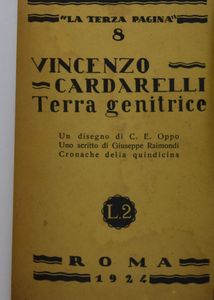 "LA TERZA PAGINA"
8
VINCENZO
CARDARELLI
Terra genitrice
Un disegno di C. E. Oppo
Uno scritto di Giuseppe Raimondi
Cronache della quindicina
L.2
ROMA
1924